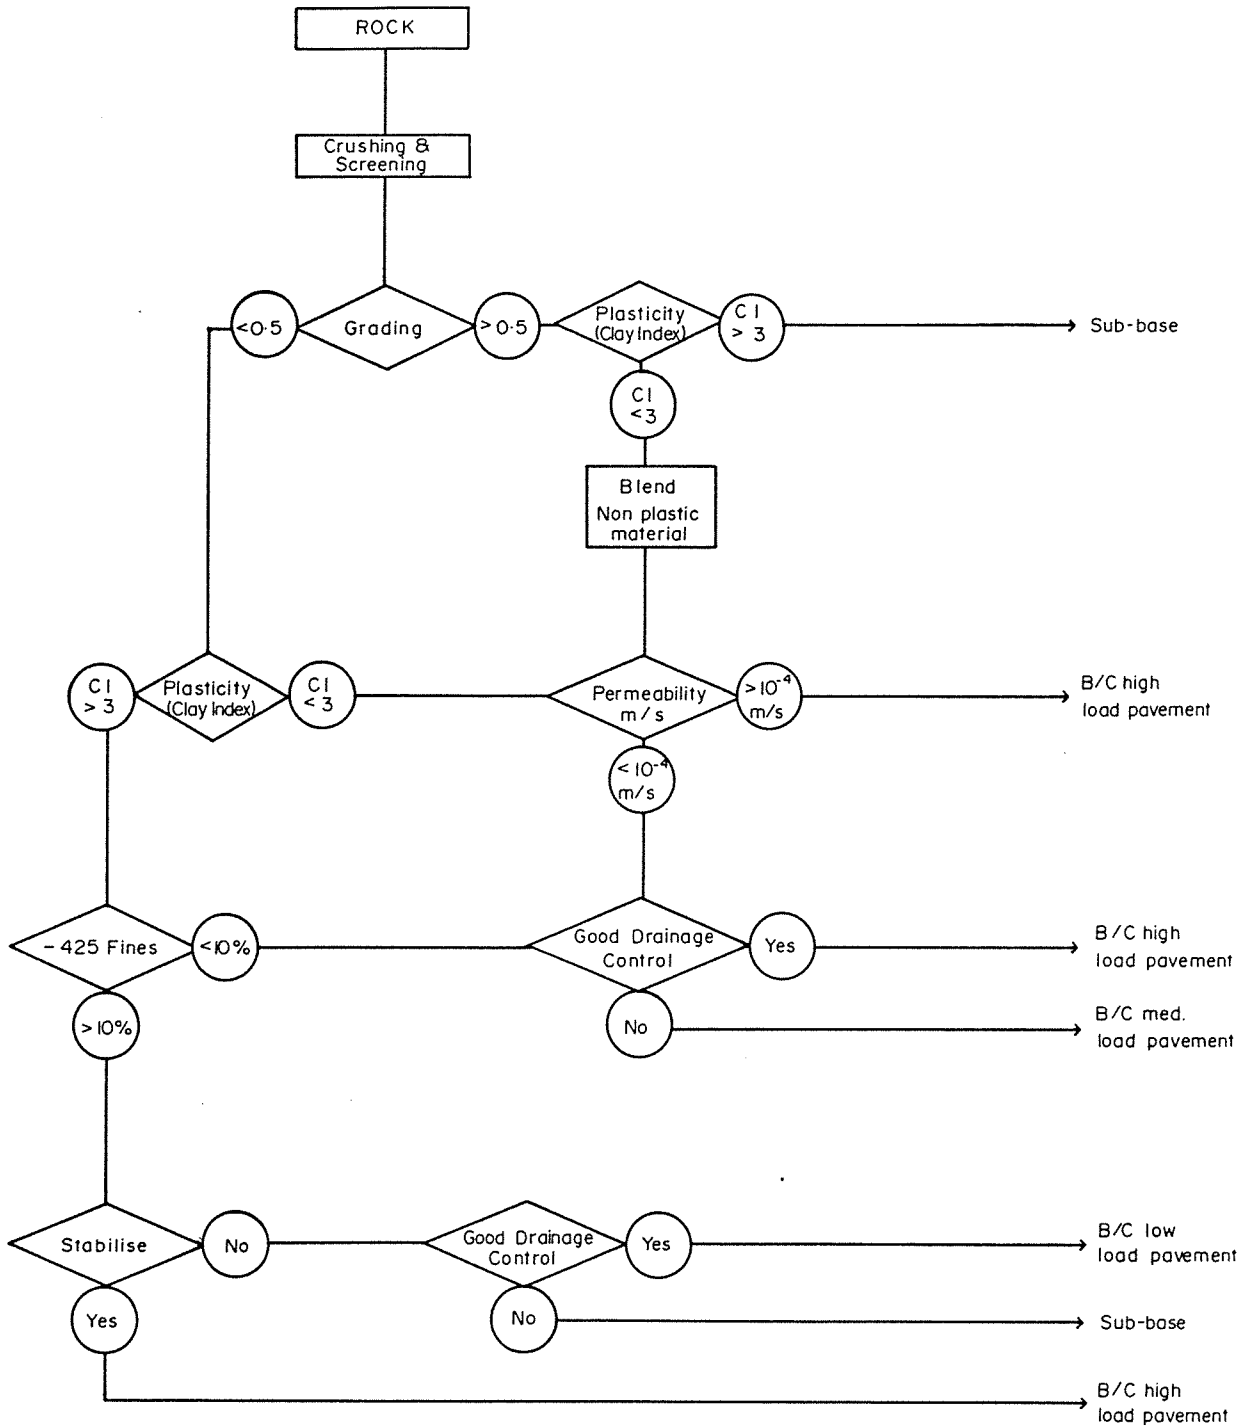 ROCK
Crushing &
Screening
<0·5
Grading
>0·5
Plasticity
(Clay Index)
CI
>3
Sub-base
CI
<3
Blend
Non plastic
material
CI
>3
Plasticity
(Clay Index)
CI
<3
Permeability
m/s
>10⁻⁴
m/s
B/C high
load pavement
<10⁻⁴
m/s
-425 Fines
<10%
Good Drainage
Control
Yes
B/C high
load pavement
>10%
No
B/C med.
load pavement
Stabilise
No
Good Drainage
Control
Yes
B/C low
load pavement
Yes
No
Sub-base
B/C high
load pavement